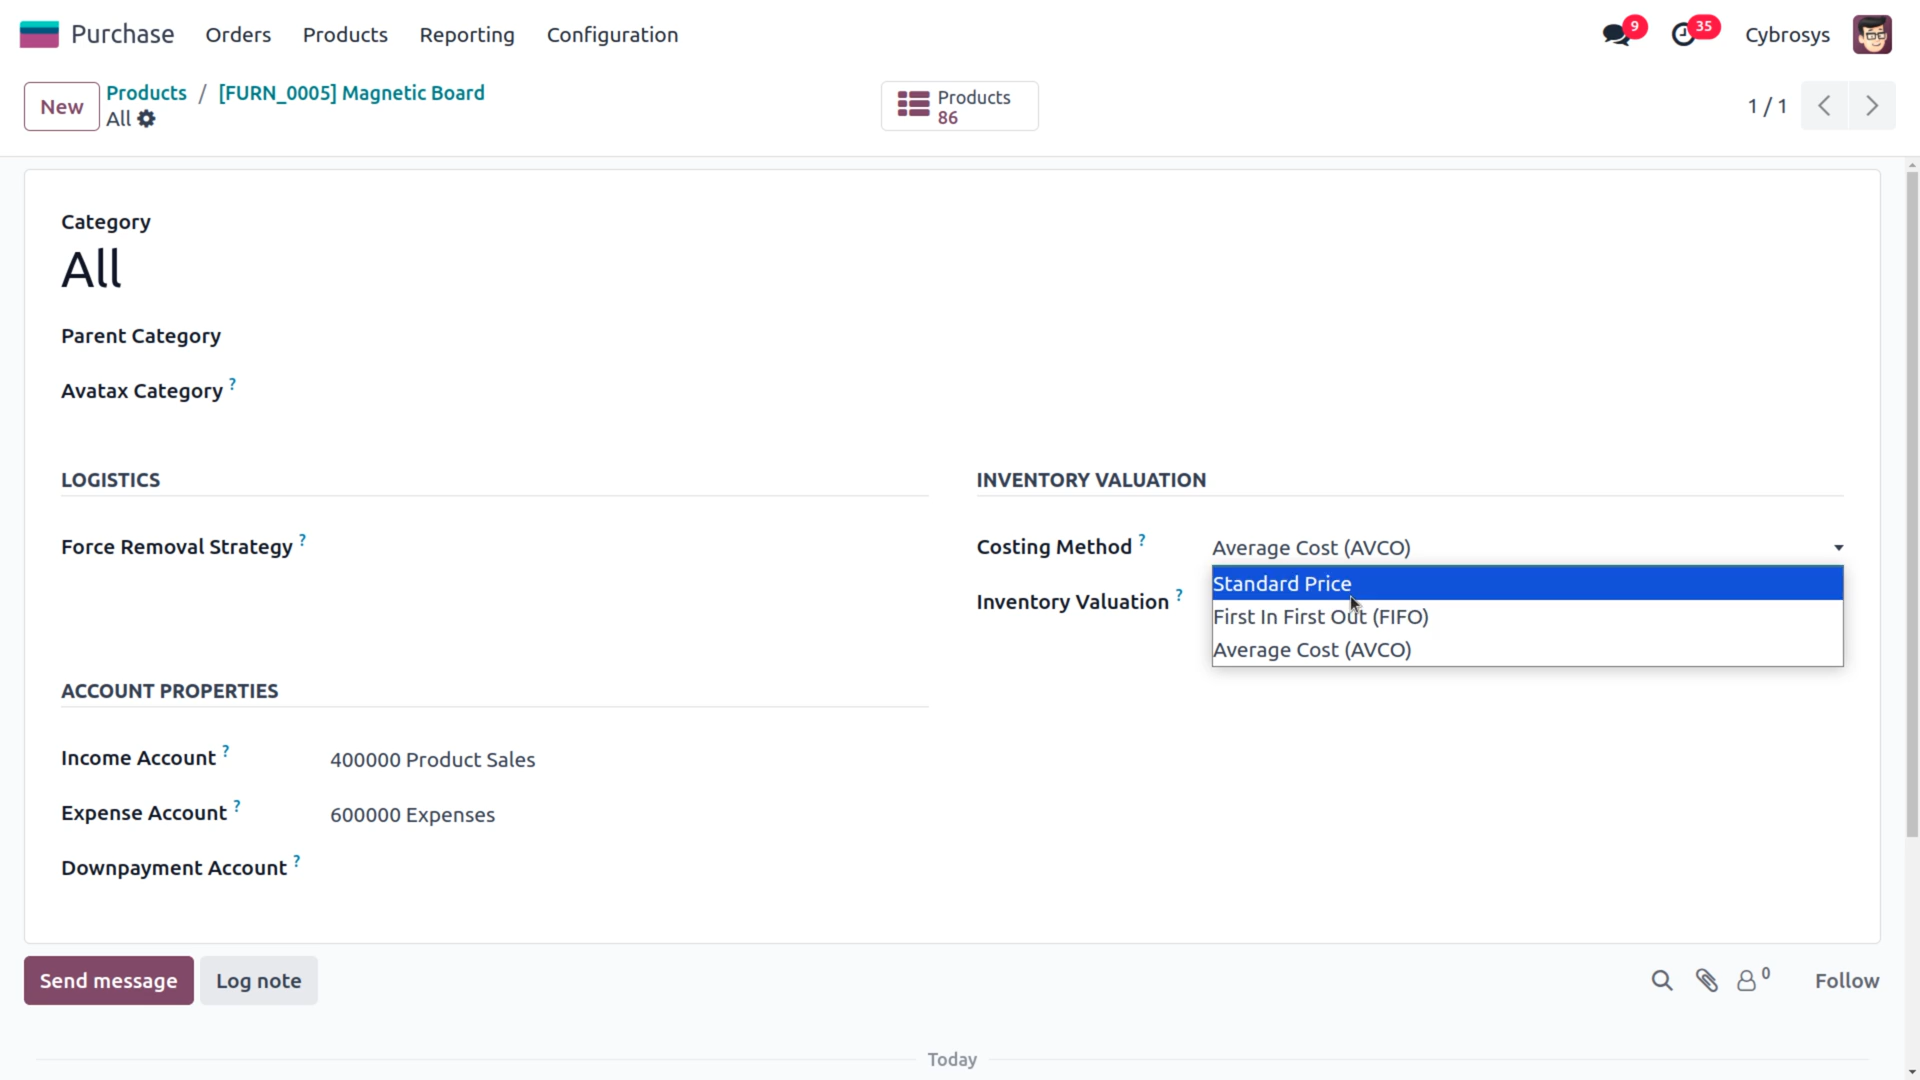 Purchase Orders Products Reporting Configuration 9 35 Cybrosys
New Products / [FURN_0005] Magnetic Board
All
Products
86
1 / 1
Category
All
Parent Category
Avatax Category ?
LOGISTICS
Force Removal Strategy ?
INVENTORY VALUATION
Costing Method ? Average Cost (AVCO)
Inventory Valuation ?
Standard Price
First In First Out (FIFO)
Average Cost (AVCO)
ACCOUNT PROPERTIES
Income Account ? 400000 Product Sales
Expense Account ? 600000 Expenses
Downpayment Account ?
Send message Log note 0 Follow
Today